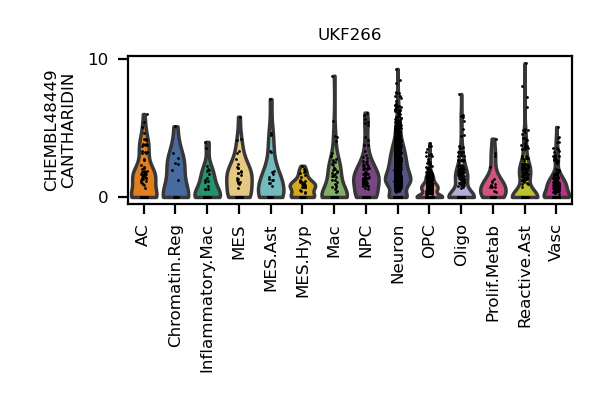 UKF266
CHEMBL48449
CANTHARIDIN
10
0
AC
Chromatin.Reg
Inflammatory.Mac
MES
MES.Ast
MES.Hyp
Mac
NPC
Neuron
OPC
Oligo
Prolif.Metab
Reactive.Ast
Vasc